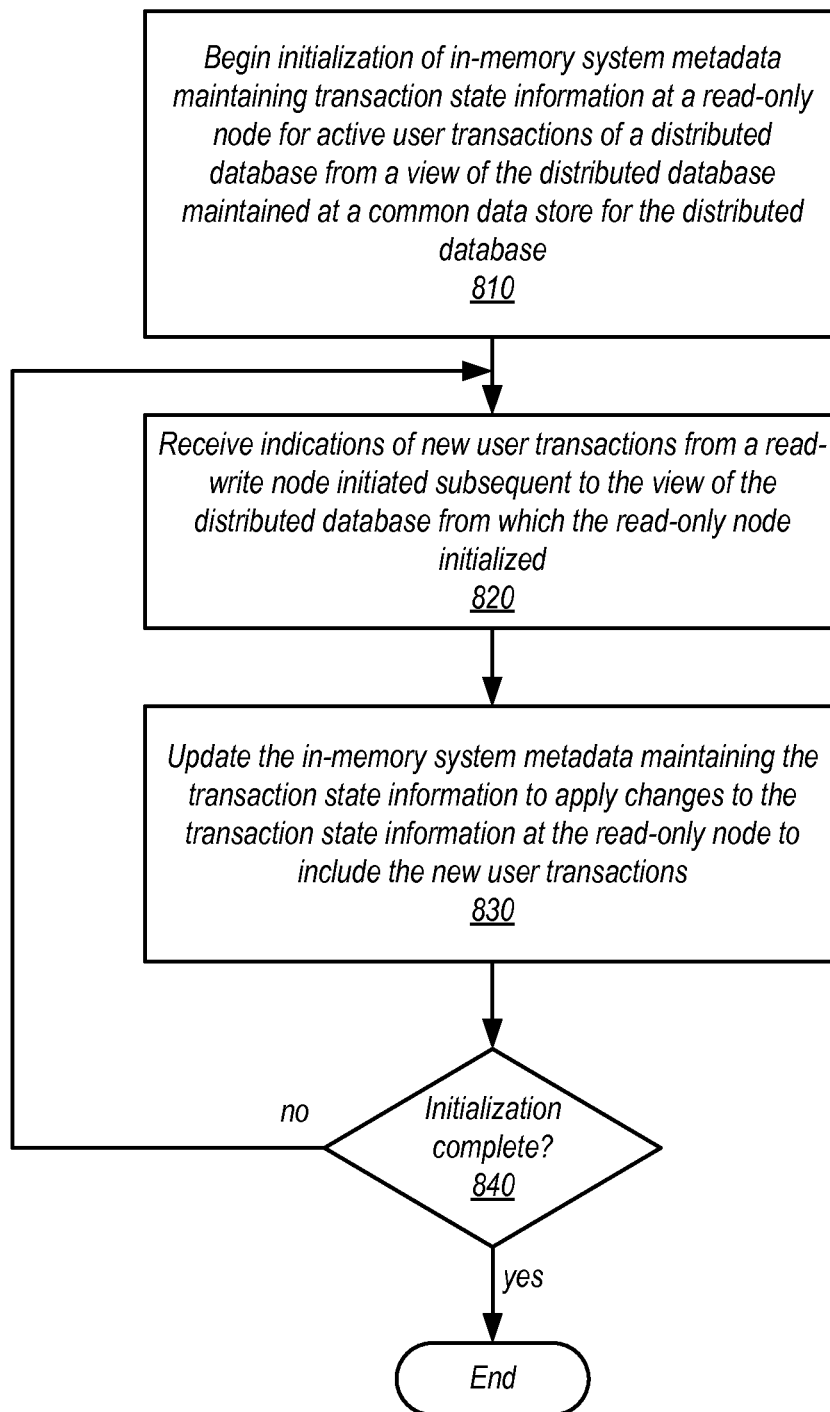 Begin initialization of in-memory system metadata
maintaining transaction state information at a read-only
node for active user transactions of a distributed
database from a view of the distributed database
maintained at a common data store for the distributed
database
810
Receive indications of new user transactions from a read-
write node initiated subsequent to the view of the
distributed database from which the read-only node
initialized
820
Update the in-memory system metadata maintaining the
transaction state information to apply changes to the
transaction state information at the read-only node to
include the new user transactions
830
no
Initialization
complete?
840
yes
End